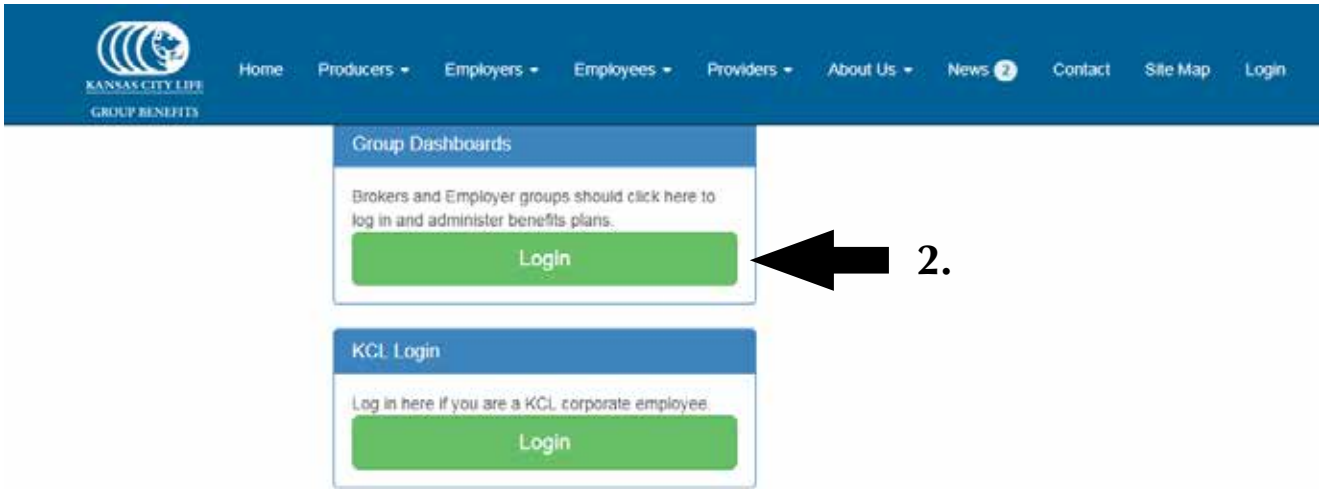 KANSAS CITY LIFE
GROUP BENEFITS
Home Producers Employers Employees Providers About Us News 2 Contact Site Map Login
Group Dashboards
Brokers and Employer groups should click here to
log in and administer benefits plans.
Login
2.
KCL Login
Log in here if you are a KCL corporate employee.
Login